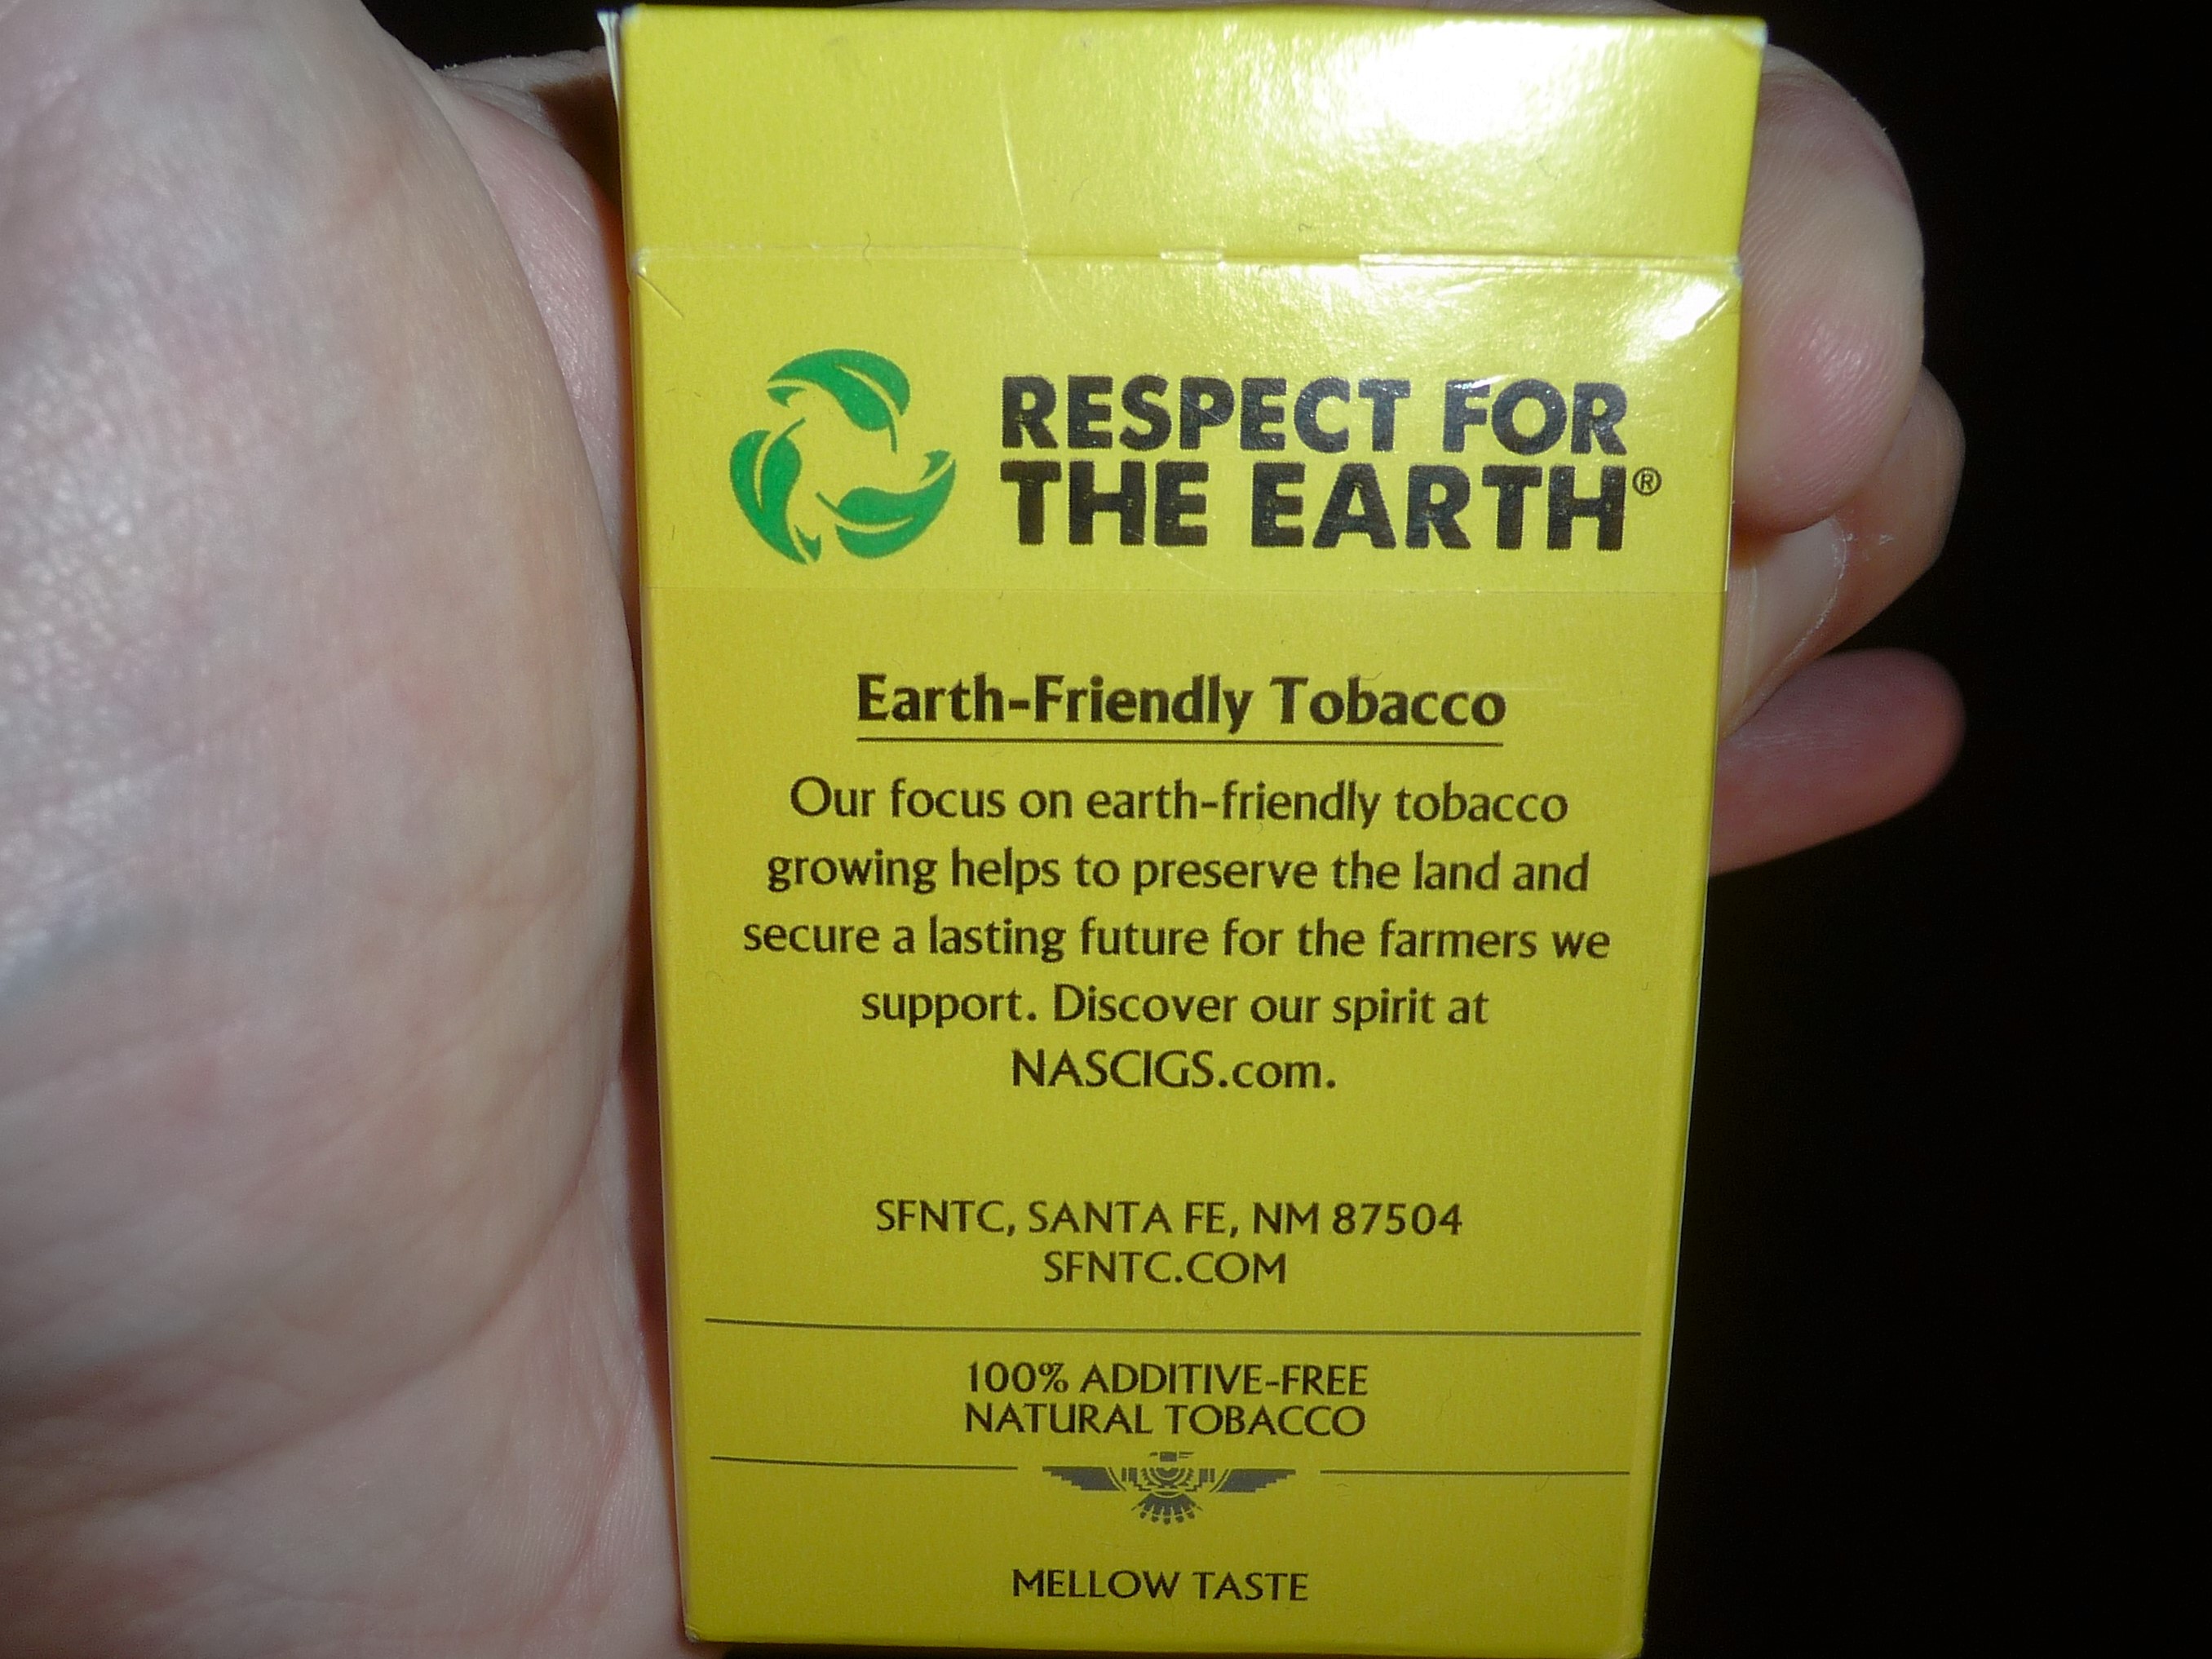 RESPECT FOR
THE EARTH®
Earth-Friendly Tobacco
Our focus on earth-friendly tobacco
growing helps to preserve the land and
secure a lasting future for the farmers we
support. Discover our spirit at
NASCIGS.com.
SFNTC, SANTA FE, NM 87504
SFNTC.COM
100% ADDITIVE-FREE
NATURAL TOBACCO
MELLOW TASTE